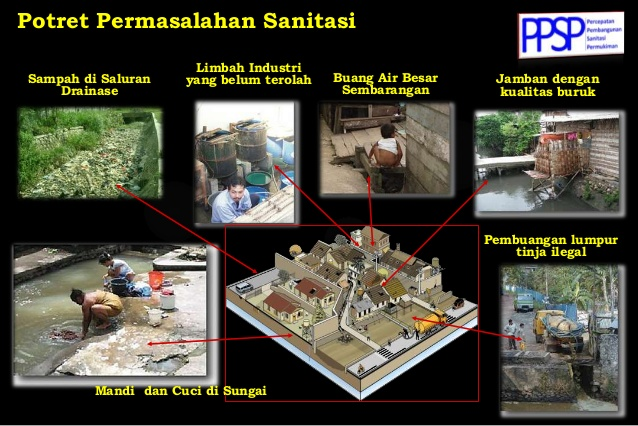 Potret Permasalahan Sanitasi
PPSP
Percepatan
Pembangunan
Sanitasi
Permukiman
Sampah di Saluran
Drainase
Limbah Industri
yang belum terolah
Buang Air Besar
Sembarangan
Jamban dengan
kualitas buruk
Pembuangan lumpur
tinja ilegal
Mandi dan Cuci di Sungai